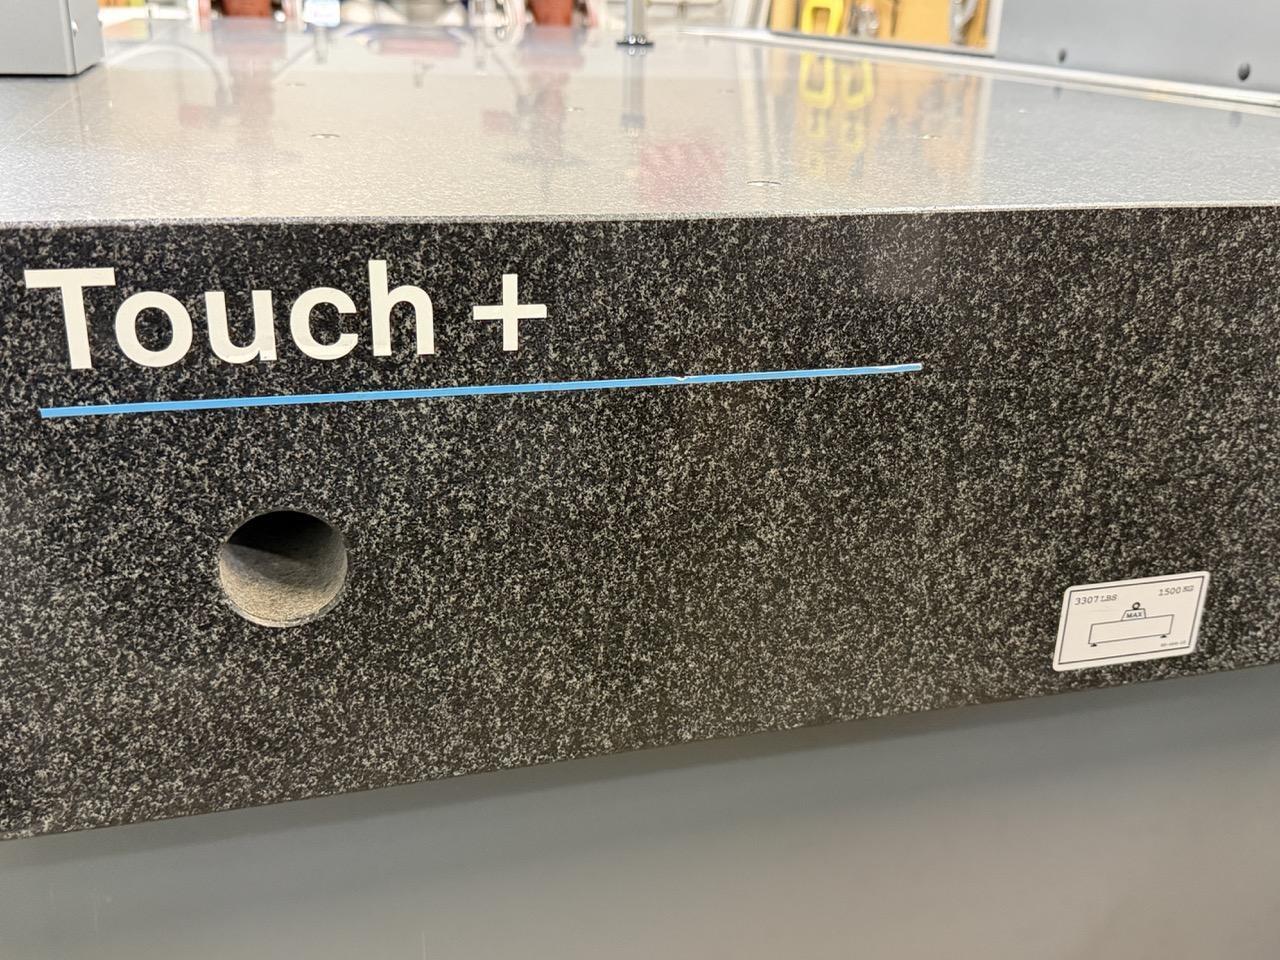 Touch +
3307 LBS 1500 KG
MAX